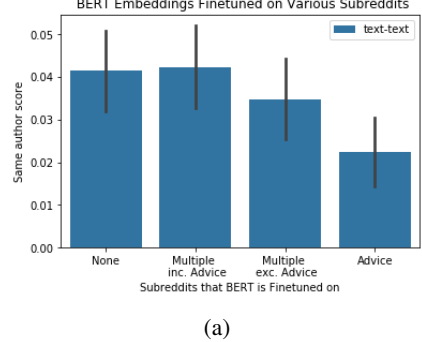 BERT Embeddings Finetuned on Various Subreddits
text-text
Same author score
0.05
0.04
0.03
0.02
0.01
0.00
None
Multiple
inc. Advice
Multiple
exc. Advice
Advice
Subreddits that BERT is Finetuned on
(a)